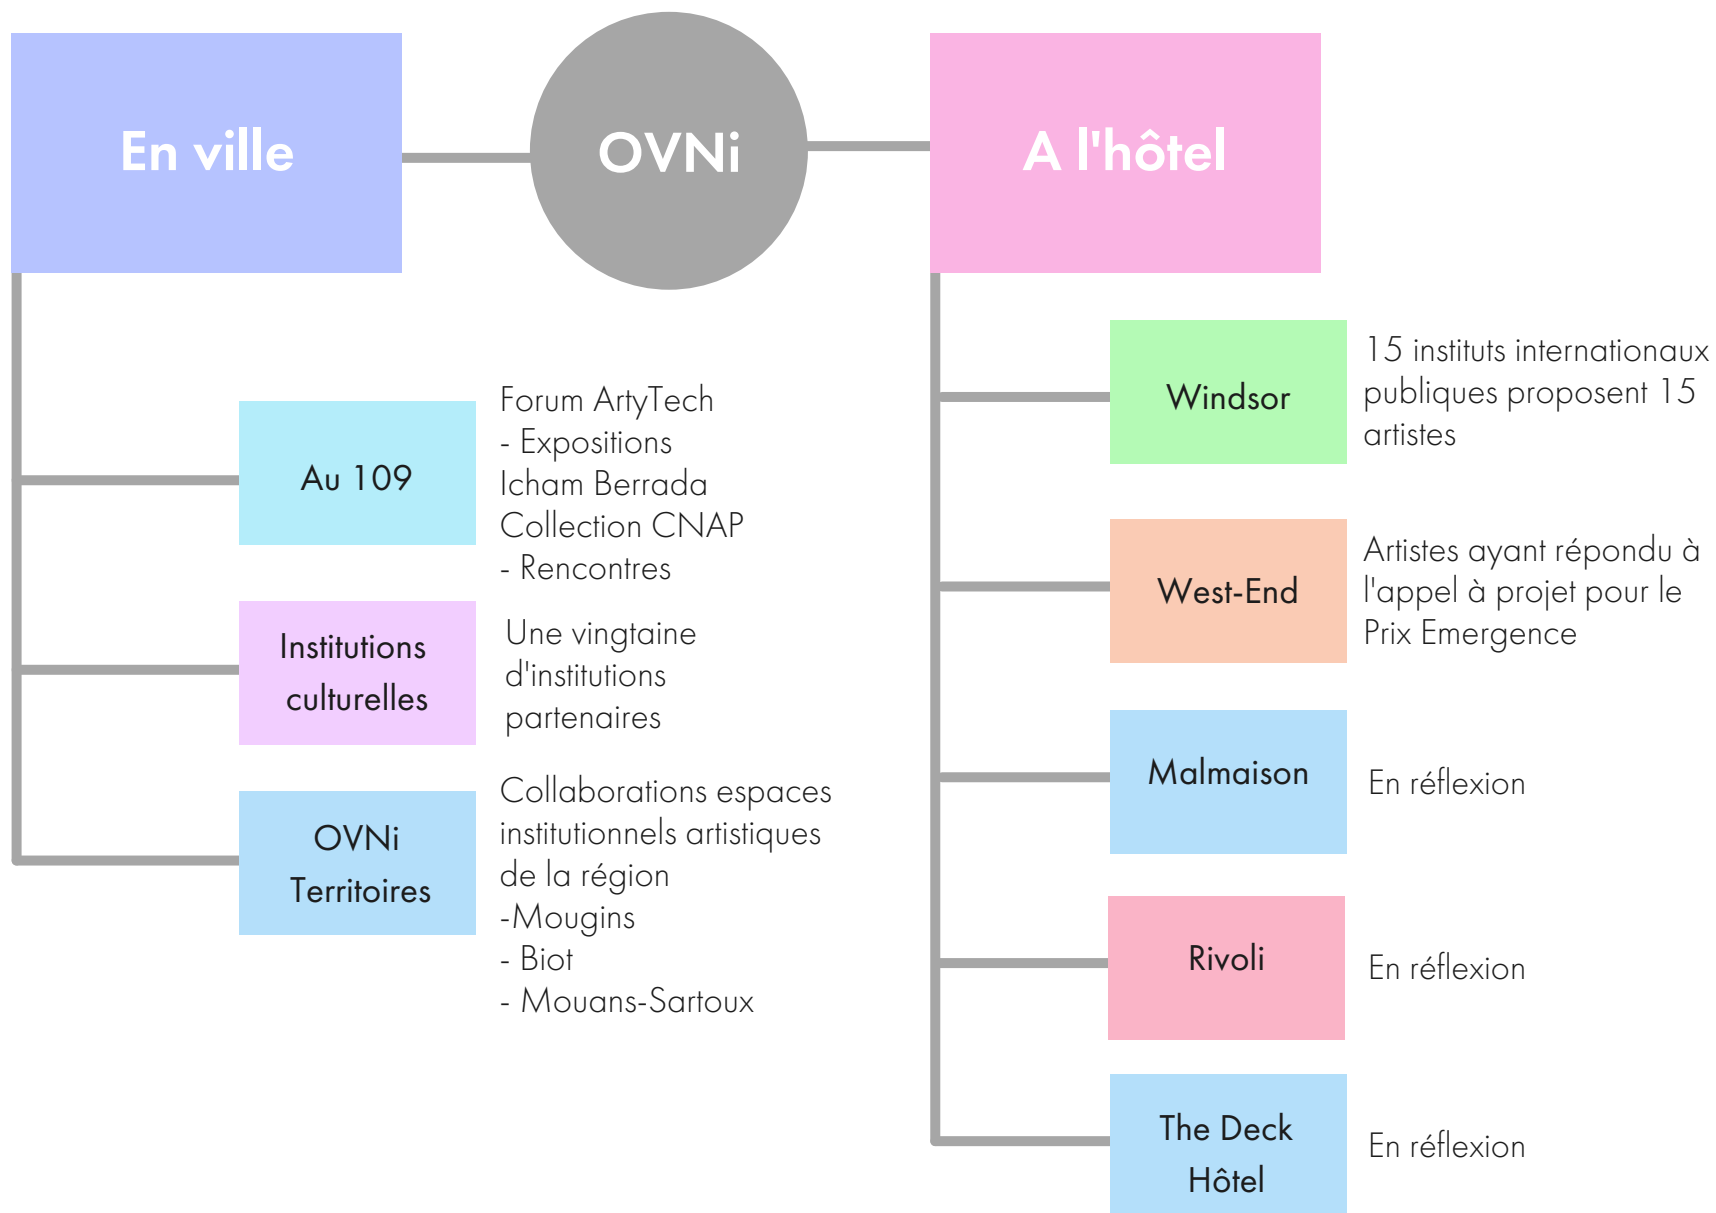 En ville
OVNi
A l'hôtel
Au 109
Forum ArtyTech
- Expositions
Icham Berrada
Collection CNAP
- Rencontres
Institutions
culturelles
Une vingtaine
d'institutions
partenaires
OVNi
Territoires
Collaborations espaces
institutionnels artistiques
de la région
-Mougins
- Biot
- Mouans-Sartoux
Windsor
15 instituts internationaux
publiques proposent 15
artistes
West-End
Artistes ayant répondu à
l'appel à projet pour le
Prix Emergence
Malmaison
En réflexion
Rivoli
En réflexion
The Deck
Hôtel
En réflexion